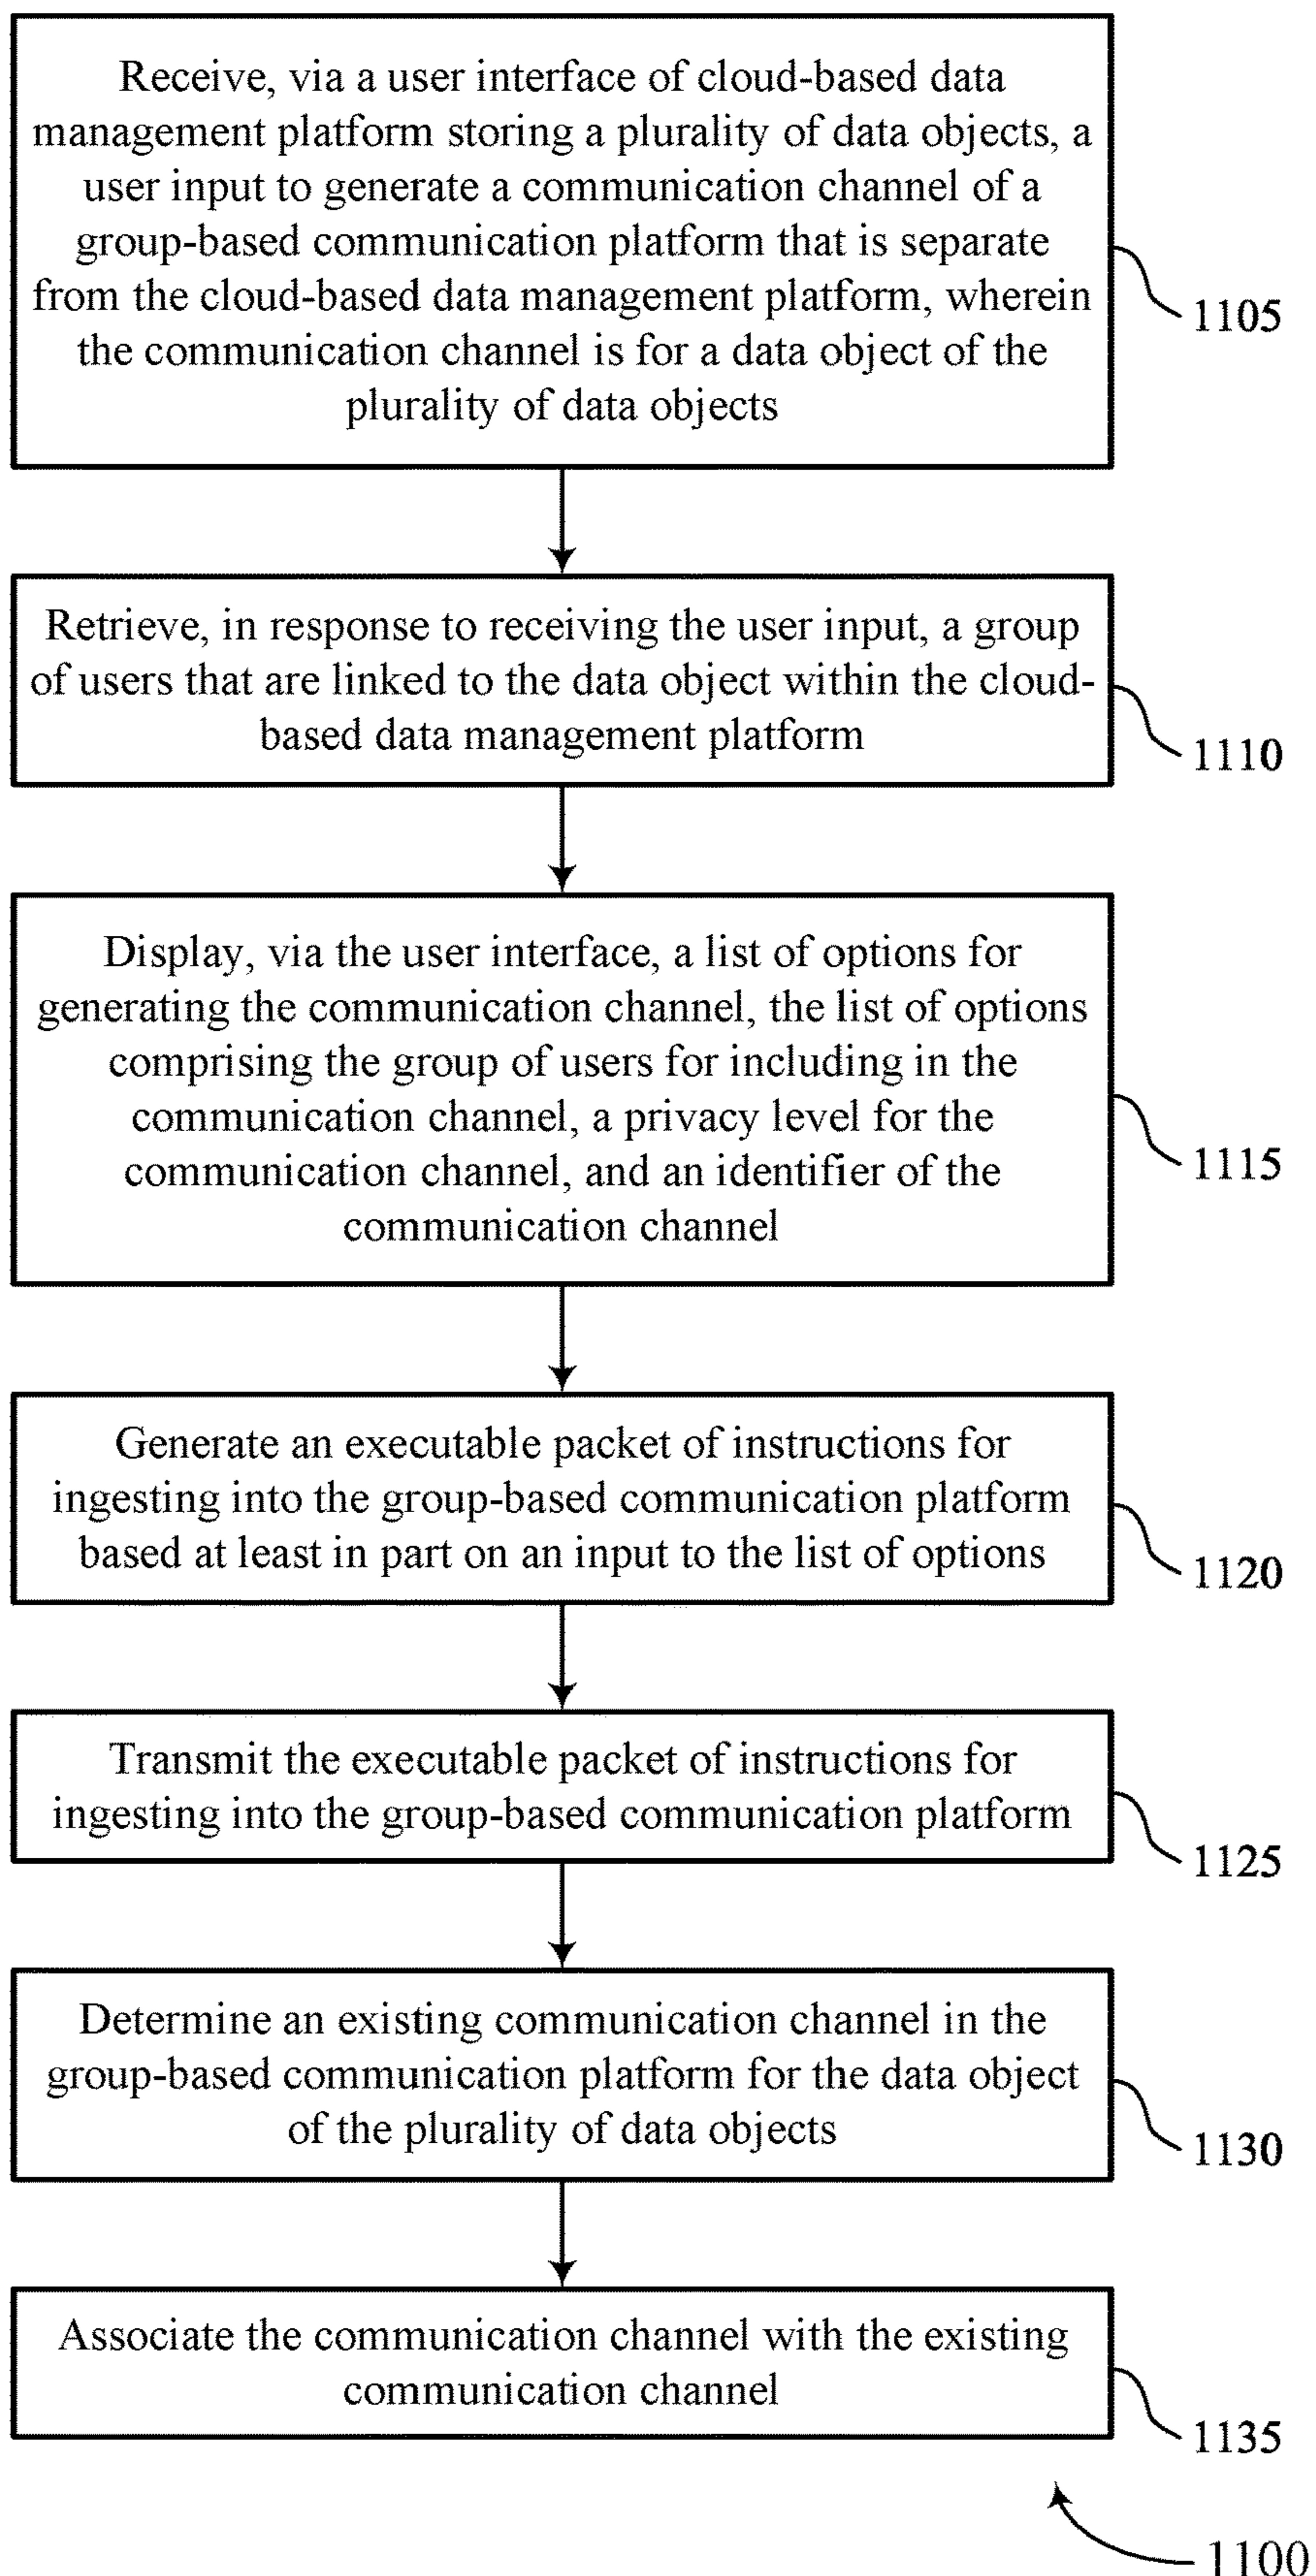 Receive, via a user interface of cloud-based data
management platform storing a plurality of data objects, a
user input to generate a communication channel of a
group-based communication platform that is separate
from the cloud-based data management platform, wherein
the communication channel is for a data object of the
plurality of data objects
1105
Retrieve, in response to receiving the user input, a group
of users that are linked to the data object within the cloud-
based data management platform
1110
Display, via the user interface, a list of options for
generating the communication channel, the list of options
comprising the group of users for including in the
communication channel, a privacy level for the
communication channel, and an identifier of the
communication channel
1115
Generate an executable packet of instructions for
ingesting into the group-based communication platform
based at least in part on an input to the list of options
1120
Transmit the executable packet of instructions for
ingesting into the group-based communication platform
1125
Determine an existing communication channel in the
group-based communication platform for the data object
of the plurality of data objects
1130
Associate the communication channel with the existing
communication channel
1135
1100